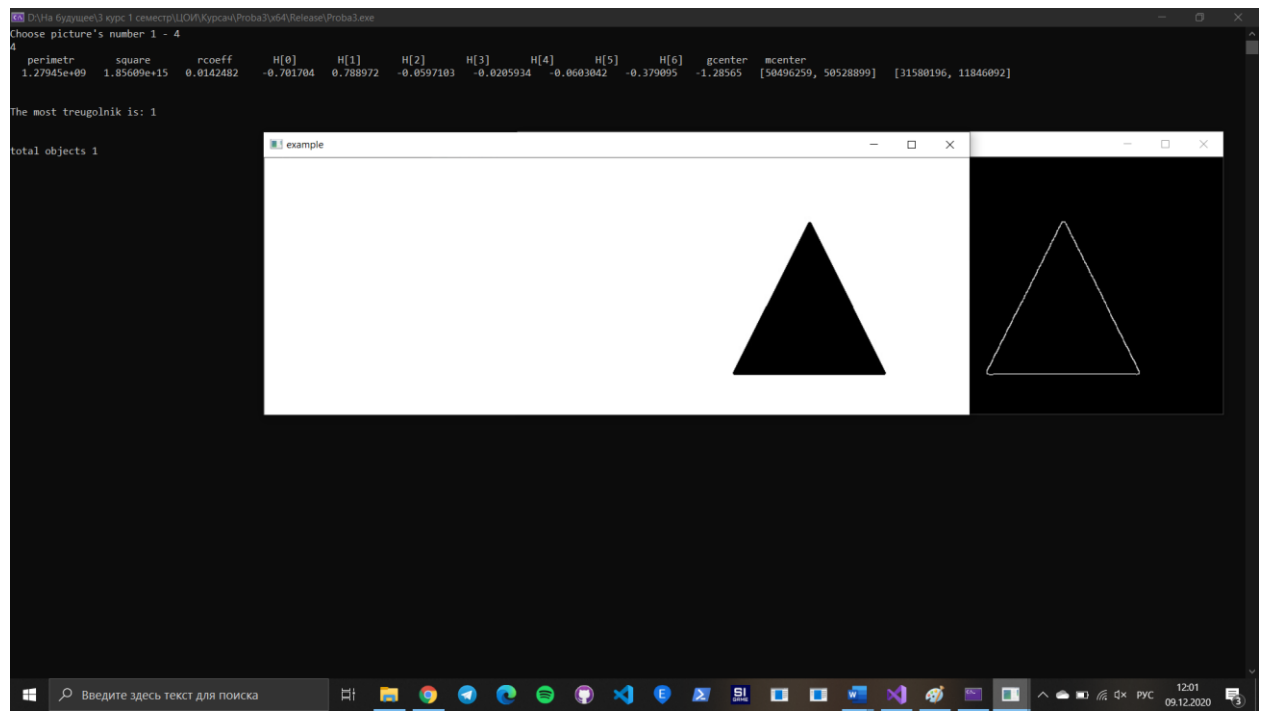 D:\На будущее\3 курс 1 семестр\ЦОИ\Курсач\Proba3\x64\Release\Proba3.exe
Choose picture's number 1 - 4
4
perimetr square rcoeff H[0] H[1] H[2] H[3] H[4] H[5] H[6] gcenter mcenter
1.27945e+09 1.85609e+15 0.0142482 -0.701704 0.788972 -0.0597103 -0.0205934 -0.0603042 -0.379095 -1.28565 [50496259, 50528899] [31580196, 11846092]
The most treugolnik is: 1
total objects 1
example
Введите здесь текст для поиска
SI
GAME
E
РУС
12:01
09.12.2020
3